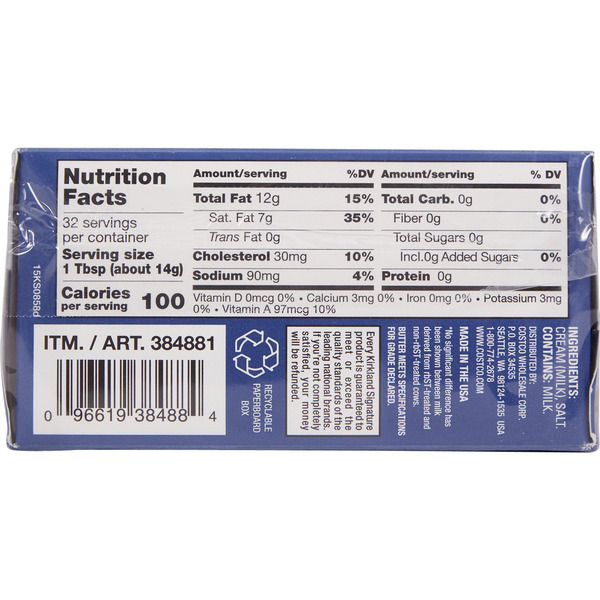 Nutrition
Facts
32 servings
per container
Serving size
1 Tbsp (about 14g)
Calories
per serving 100
Amount/serving %DV
Total Fat 12g 15%
Sat. Fat 7g 35%
Trans Fat 0g
Cholesterol 30mg 10%
Sodium 90mg 4%
Amount/serving % DV
Total Carb. 0g 0%
Fiber 0g 0%
Total Sugars 0g
Incl.0g Added Sugars 0%
Protein 0g
Vitamin D 0mcg 0% • Calcium 3mg 0% • Iron 0mg 0% • Potassium 3mg
0% • Vitamin A 97mcg 10%
ITM. / ART. 384881
0 96619 38488 4
RECYCLABLE
PAPERBOARD
BOX
Every Kirkland Signature
product is guaranteed to
meet or exceed the
quality standards of the
leading national brands.
If you're not completely
satisfied, your money
will be refunded.
INGREDIENTS:
CREAM (MILK), SALT.
CONTAINS: MILK.
DISTRIBUTED BY:
COSTCO WHOLESALE CORP.
P.O. BOX 34535
SEATTLE, WA 98124-1535 USA
1-800-774-2678
WWW.COSTCO.COM
MADE IN THE USA
*No significant difference has
been shown between milk
derived from rbST-treated and
non-rbST-treated cows.
BUTTER MEETS SPECIFICATIONS
FOR GRADE DECLARED.